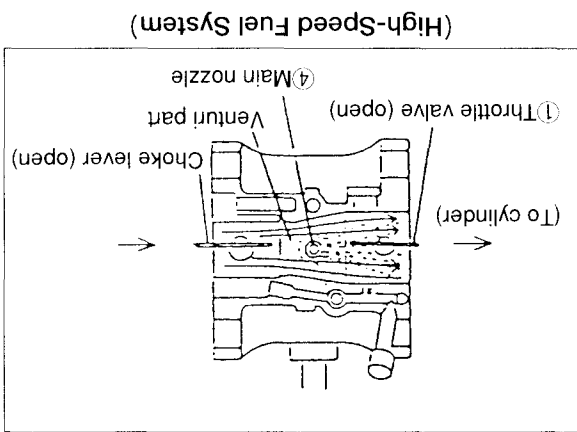 (To cylinder)
Choke lever (open)
①Throttle valve (open)
Venturi part
④Main nozzle
(High-Speed Fuel System)